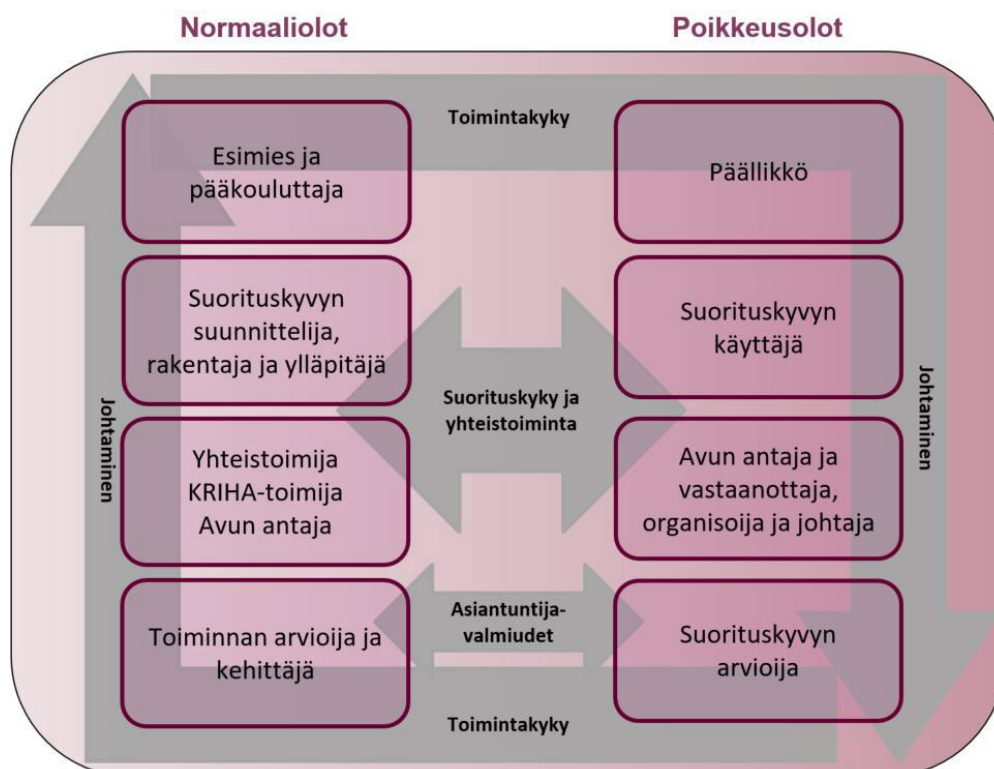 Normaaliolot
Poikkeusolot
Toimintakyky
Esimies ja
pääkouluttaja
Päällikkö
Suorituskyvyn
suunnittelija,
rakentaja ja ylläpitäjä
Suorituskyvyn
käyttäjä
Johtaminen
Suorituskyky ja
yhteistoiminta
Johtaminen
Yhteistoimija
KRIHA-toimija
Avun antaja
Avun antaja ja
vastaanottaja,
organisoija ja johtaja
Asiantuntija-
valmiudet
Toiminnan arvioija ja
kehittäjä
Suorituskyvyn
arvioija
Toimintakyky